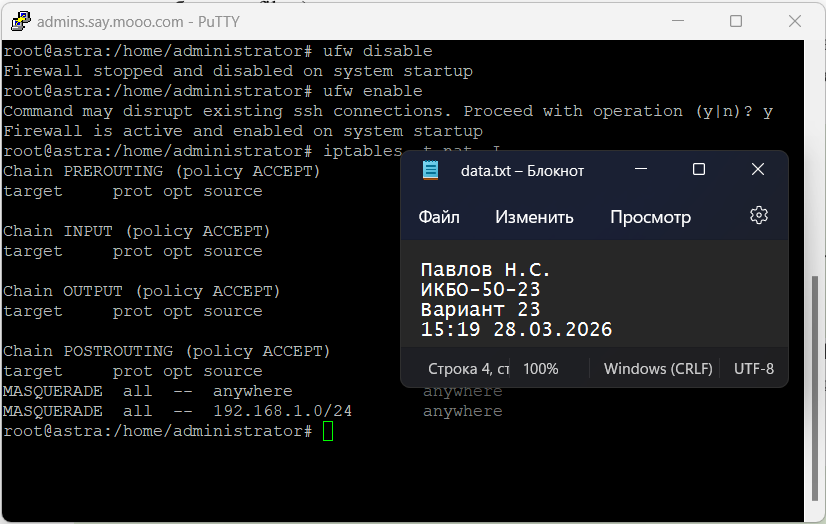 admins.say.mooo.com - PuTTY
root@astra:/home/administrator# ufw disable
Firewall stopped and disabled on system startup
root@astra:/home/administrator# ufw enable
Command may disrupt existing ssh connections. Proceed with operation (y|n)? y
Firewall is active and enabled on system startup
root@astra:/home/administrator# iptables -t nat -L
Chain PREROUTING (policy ACCEPT)
target     prot opt source
Chain INPUT (policy ACCEPT)
target     prot opt source
Chain OUTPUT (policy ACCEPT)
target     prot opt source
Chain POSTROUTING (policy ACCEPT)
target     prot opt source
MASQUERADE  all  --  anywhere             anywhere
MASQUERADE  all  --  192.168.1.0/24       anywhere
root@astra:/home/administrator#
data.txt – Блокнот
Файл Изменить Просмотр
Павлов Н.С.
ИКБО-50-23
Вариант 23
15:19 28.03.2026
Строка 4, ст 100% Windows (CRLF) UTF-8